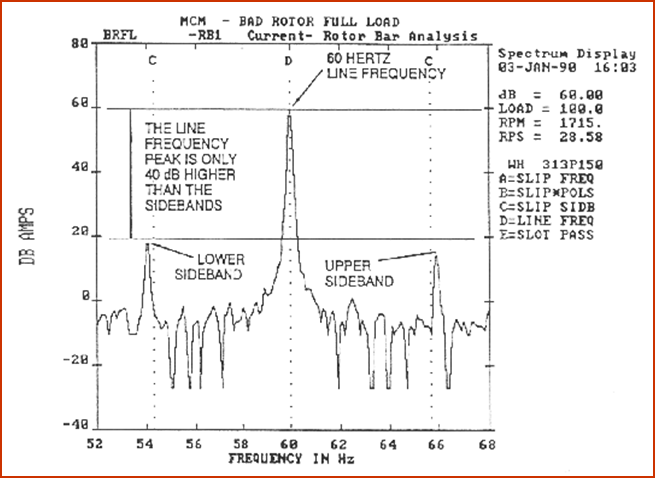 MCM - BAD ROTOR FULL LOAD
BRFL -RB1 Current- Rotor Bar Analysis
80
C
D
C
60 HERTZ
LINE FREQUENCY
Spectrum Display
03-JAN-90 16:03
dB = 60.00
LOAD = 100.0
RPM = 1715.
RPS = 28.58
WH 313P150
A=SLIP FREQ
B=SLIP*POLS
C=SLIP SIDB
D=LINE FREQ
E=SLOT PASS
60
THE LINE
FREQUENCY
PEAK IS ONLY
40 dB HIGHER
THAN THE
SIDEBANDS
40
20
LOWER
SIDEBAND
UPPER
SIDEBAND
DB AMPS
0
-20
-40
52 54 56 58 60 62 64 66 68
FREQUENCY IN Hz